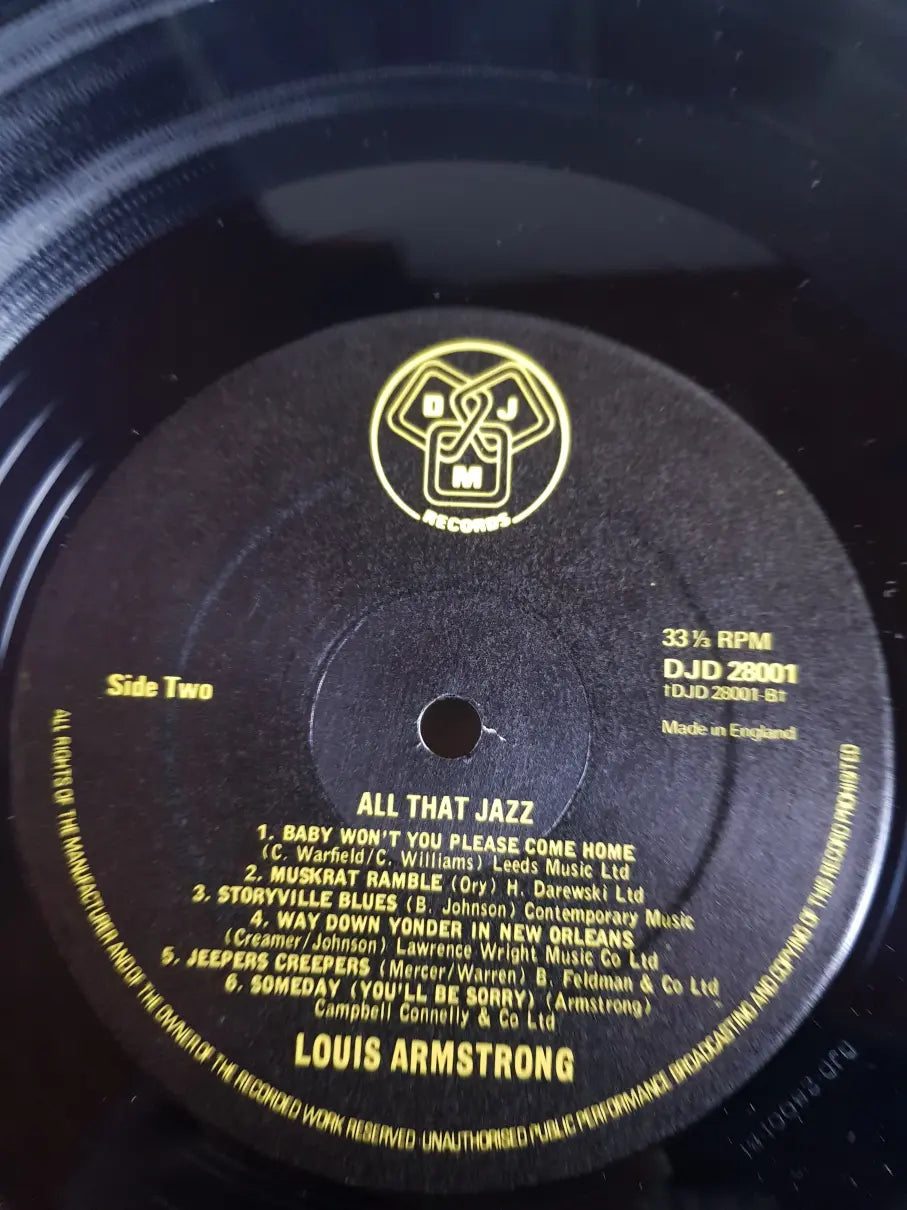 D J
M
RECORDS
33⅓ RPM
DJD 28001
†DJD 28001-B†
Made in England
Side Two
ALL THAT JAZZ
1. BABY WON'T YOU PLEASE COME HOME
(C. Warfield/C. Williams) Leeds Music Ltd
2. MUSKRAT RAMBLE (Ory) H. Darewski Ltd
3. STORYVILLE BLUES (B. Johnson) Contemporary Music
4. WAY DOWN YONDER IN NEW ORLEANS
(Creamer/Johnson) Lawrence Wright Music Co Ltd
5. JEEPERS CREEPERS (Mercer/Warren) B. Feldman & Co Ltd
6. SOMEDAY (YOU'LL BE SORRY) (Armstrong)
Campbell Connelly & Co Ltd
LOUIS ARMSTRONG
ALL RIGHTS OF THE MANUFACTURER AND OF THE OWNER OF THE RECORDED WORK RESERVED UNAUTHORISED PUBLIC PERFORMANCE BROADCASTING AND COPYING OF THIS RECORD PROHIBITED